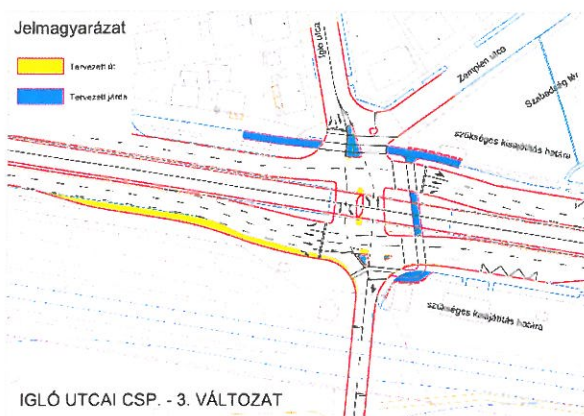 Jelmagyarázat
Tervezett út
Tervezett járda
Igló utca
Zemplén utca
Szabadság tér
szükséges kisajátítás határa
szükséges kisajátítás határa
IGLÓ UTCAI CSP. - 3. VÁLTOZAT